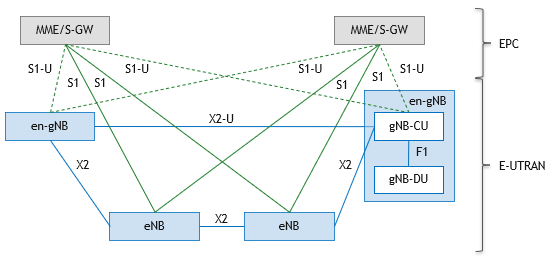 MME/S-GW
MME/S-GW
EPC
S1-U
S1
S1
S1-U
S1-U
S1
S1
S1-U
en-gNB
en-gNB
X2-U
gNB-CU
F1
gNB-DU
X2
X2
E-UTRAN
eNB
X2
eNB